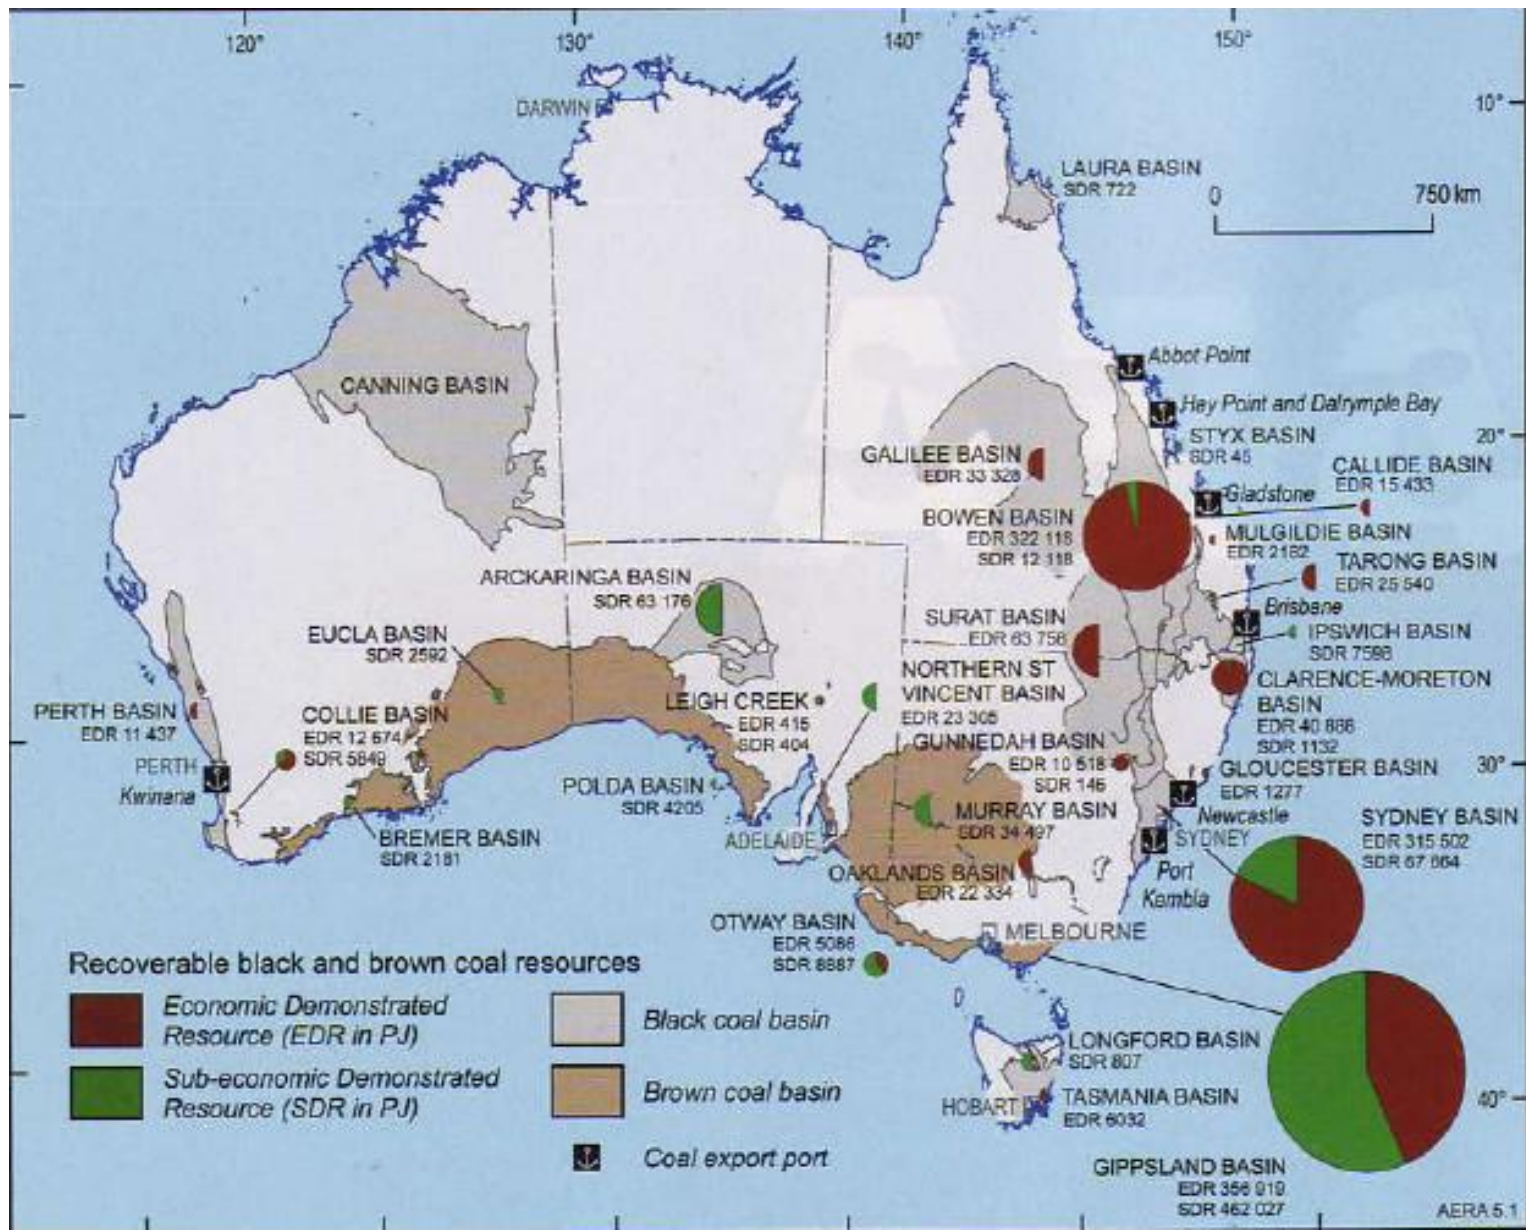 120°
130°
140°
150°
10°
DARWIN
LAURA BASIN
SDR 722
0
750 km
Abbot Point
CANNING BASIN
Hay Point and Dalrymple Bay
20°
STYX BASIN
SDR 45
GALILEE BASIN
EDR 33 328
CALLIDE BASIN
EDR 15 433
Gladstone
BOWEN BASIN
EDR 322 118
SDR 12 118
MULGILDIE BASIN
EDR 2182
TARONG BASIN
EDR 25 540
ARCKARINGA BASIN
SDR 63 176
Brisbane
SURAT BASIN
EDR 63 756
IPSWICH BASIN
SDR 7598
EUCLA BASIN
SDR 2592
NORTHERN ST
VINCENT BASIN
EDR 23 305
CLARENCE-MORETON
BASIN
EDR 40 886
SDR 1132
LEIGH CREEK
EDR 415
SDR 404
PERTH BASIN
EDR 11 437
COLLIE BASIN
EDR 12 674
SDR 5849
GUNNEDAH BASIN
EDR 10 518
SDR 146
30°
PERTH
Kwinana
POLDA BASIN
SDR 4205
GLOUCESTER BASIN
EDR 1277
MURRAY BASIN
EDR 34 497
Newcastle
SYDNEY BASIN
EDR 315 502
SDR 67 664
BREMER BASIN
SDR 2181
ADELAIDE
SYDNEY
OAKLANDS BASIN
EDR 22 334
Port
Kembla
OTWAY BASIN
EDR 5086
SDR 8887
MELBOURNE
Recoverable black and brown coal resources
Economic Demonstrated
Resource (EDR in PJ)
Black coal basin
Sub-economic Demonstrated
Resource (SDR in PJ)
Brown coal basin
Coal export port
LONGFORD BASIN
SDR 807
HOBART
TASMANIA BASIN
EDR 6032
40°
GIPPSLAND BASIN
EDR 356 919
SDR 462 027
AERA 5.1